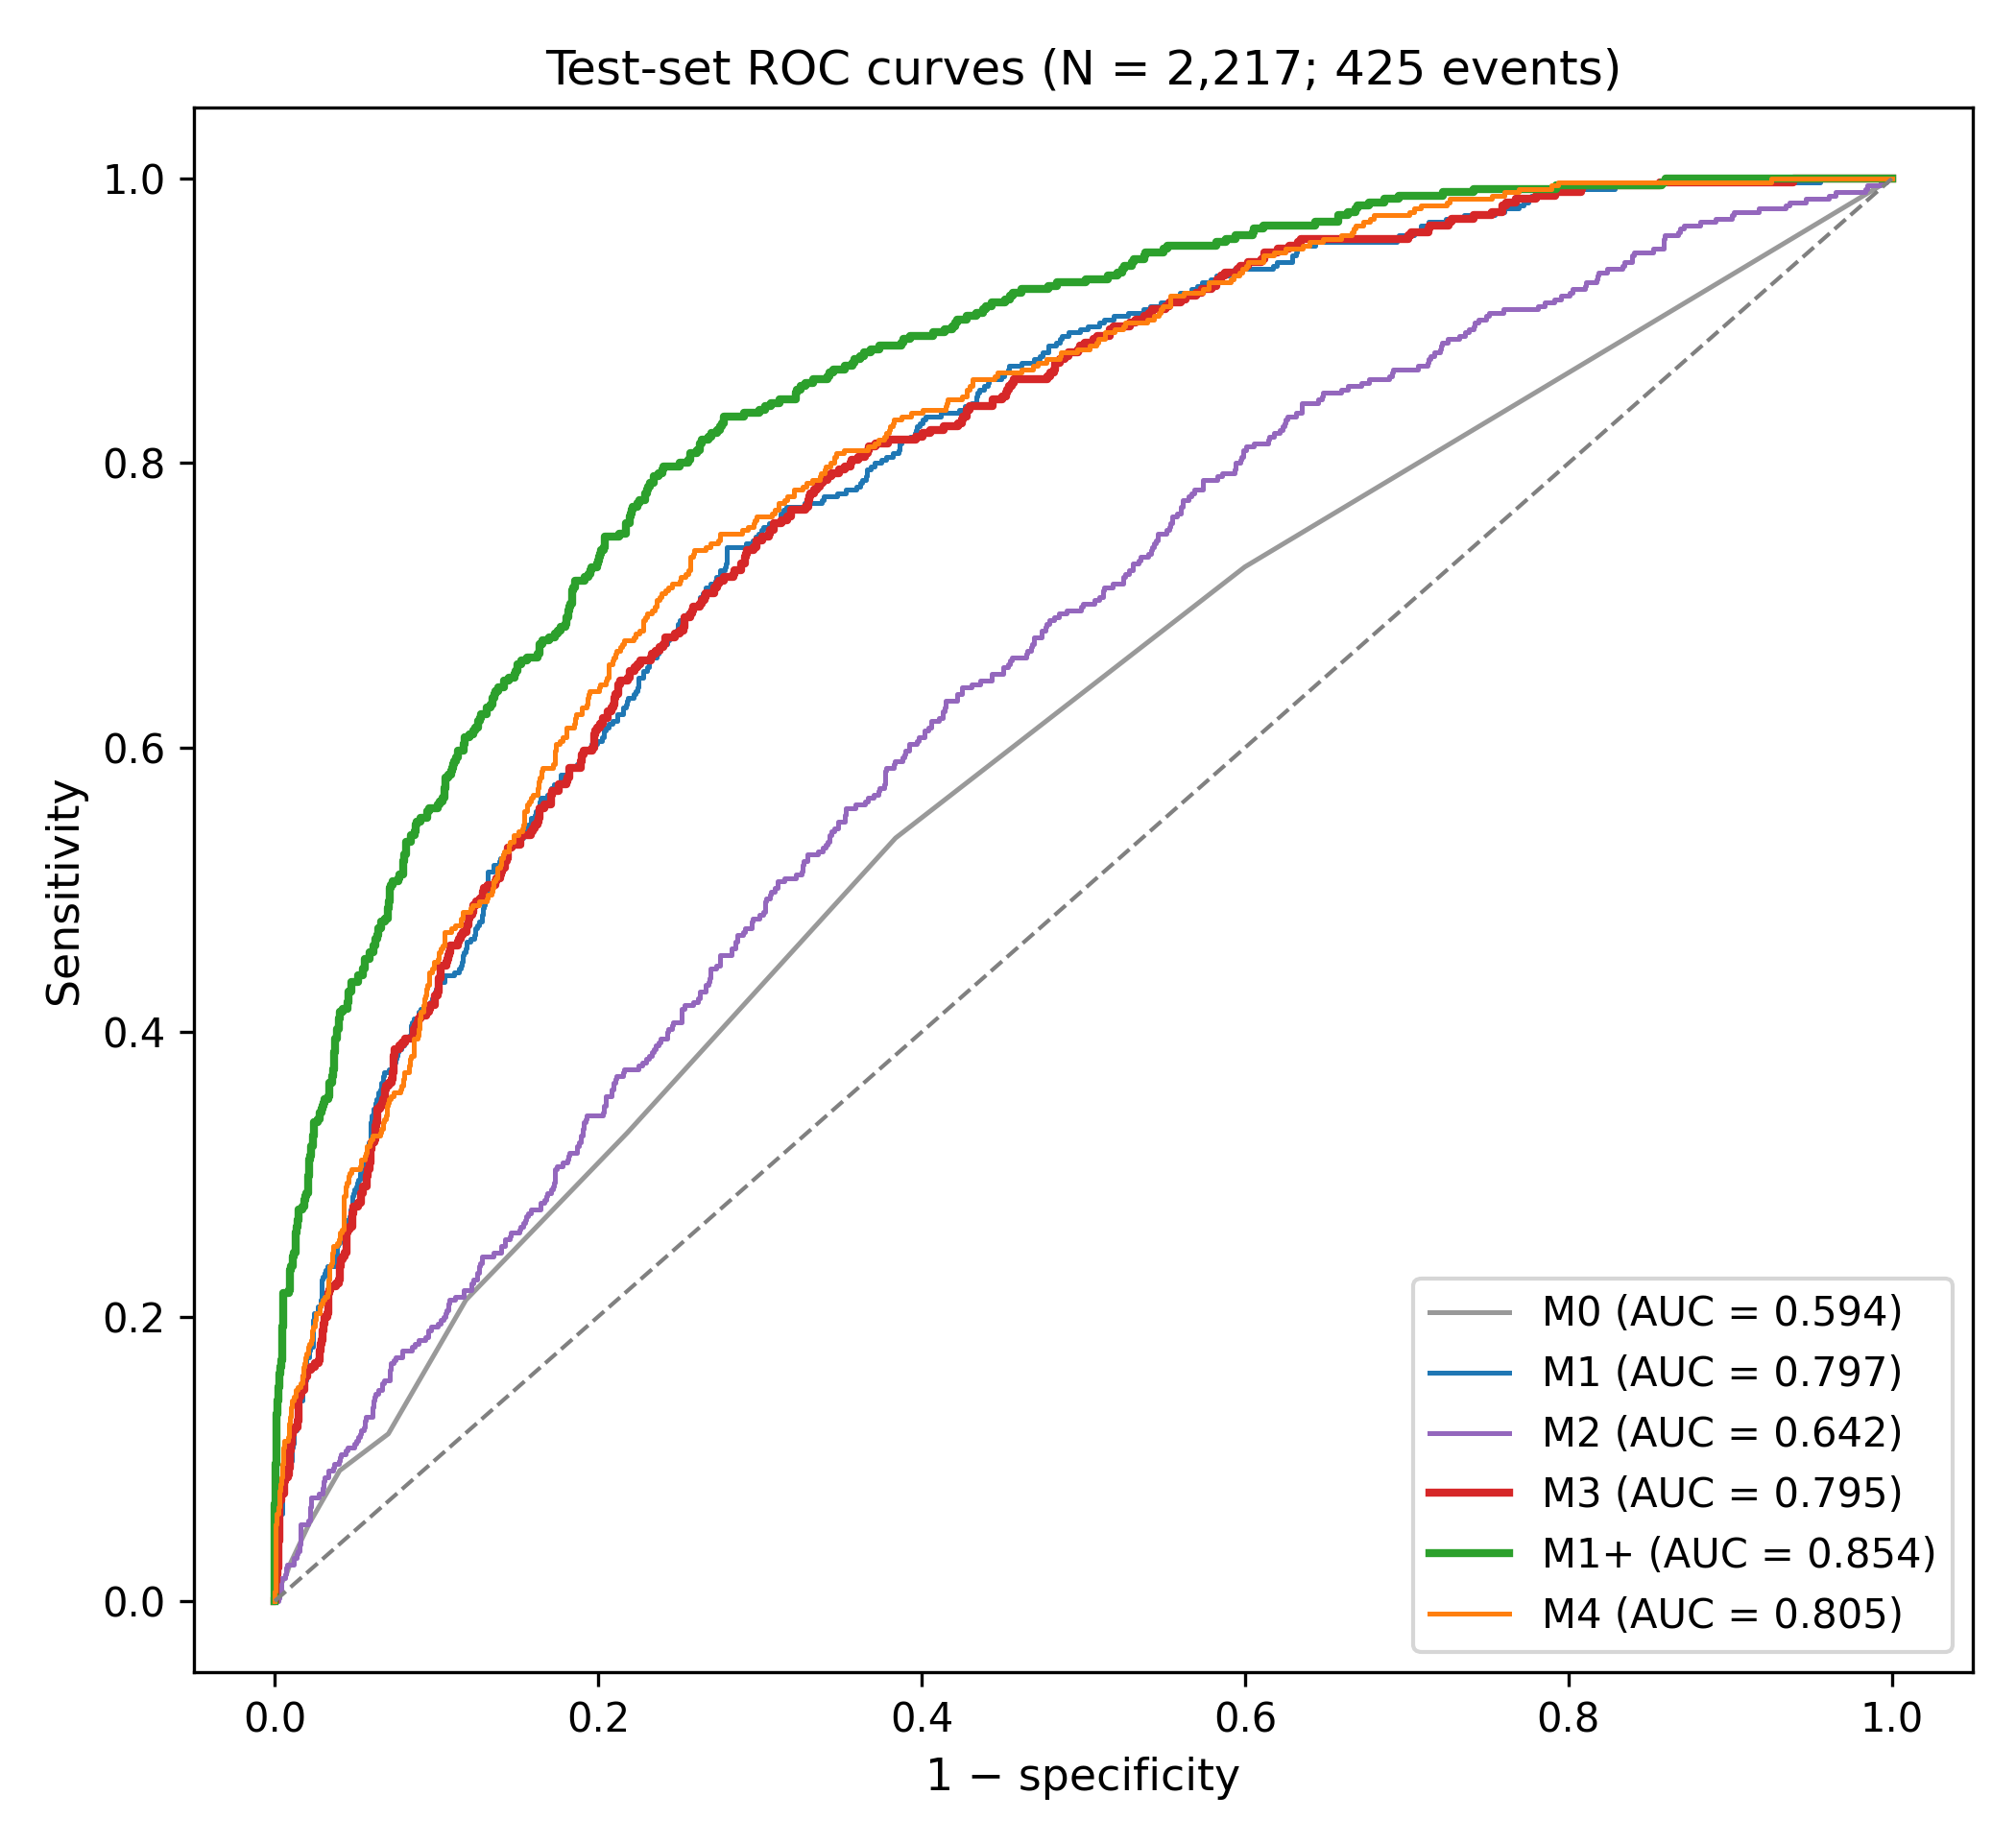 Test-set ROC curves (N = 2,217; 425 events)
1.0
0.8
0.6
0.4
0.2
0.0
Sensitivity
0.0 0.2 0.4 0.6 0.8 1.0
1 − specificity
M0 (AUC = 0.594)
M1 (AUC = 0.797)
M2 (AUC = 0.642)
M3 (AUC = 0.795)
M1+ (AUC = 0.854)
M4 (AUC = 0.805)